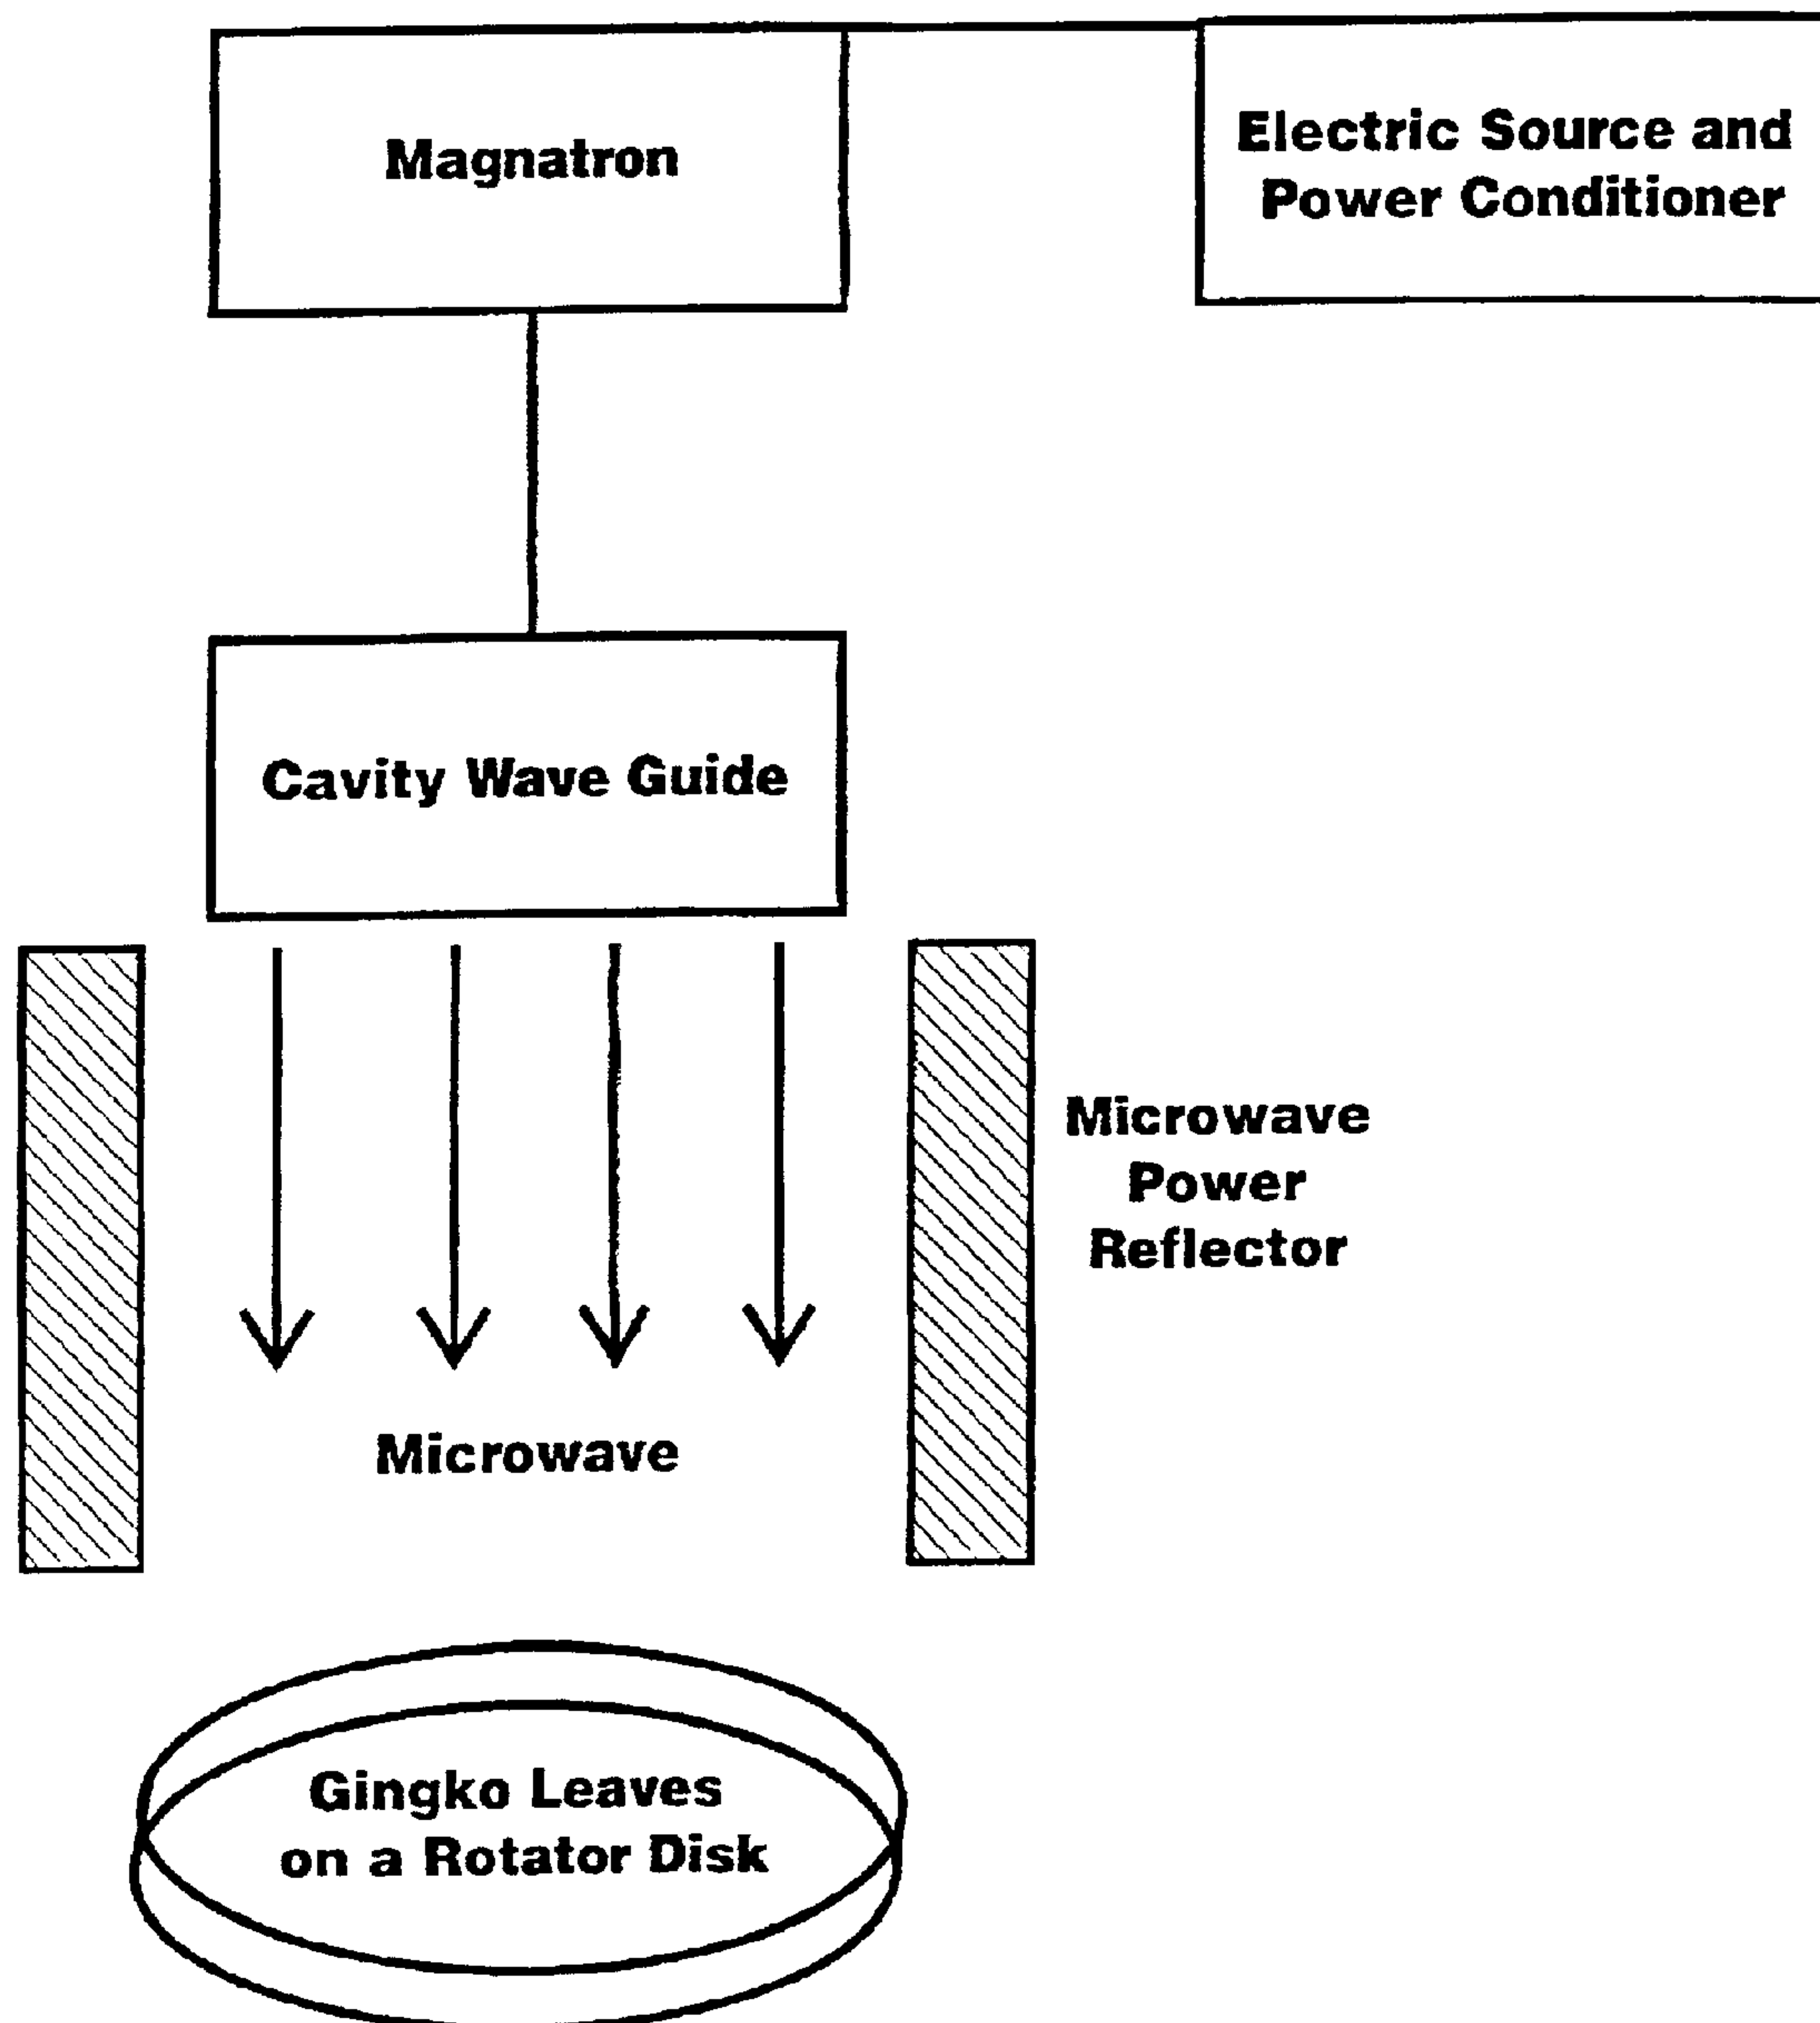 Magnatron
Electric Source and
Power Conditioner
Cavity Wave Guide
Microwave
Power
Reflector
Microwave
Gingko Leaves
on a Rotator Disk